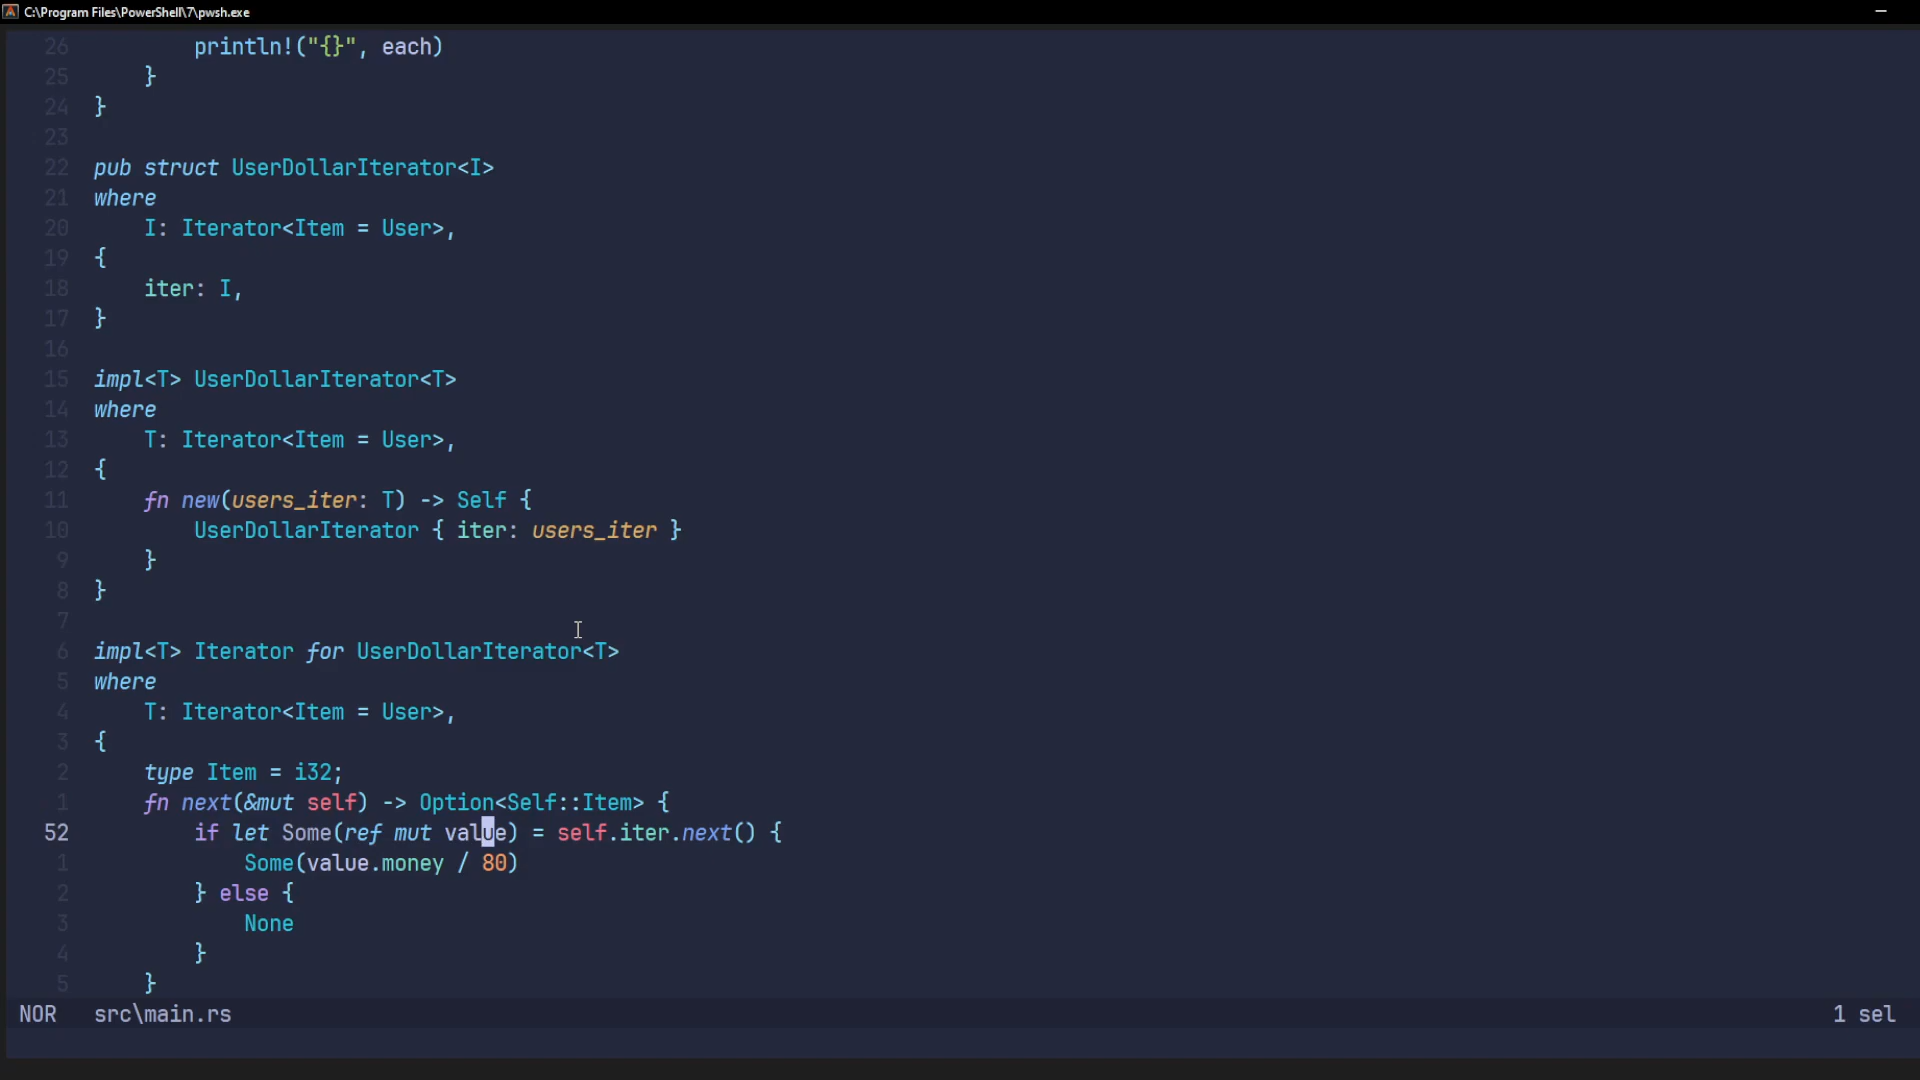 C:\Program Files\PowerShell\7\pwsh.exe
26 println!("{}", each)
25 }
24 }
23
22 pub struct UserDollarIterator<I>
21 where
20 I: Iterator<Item = User>,
19 {
18 iter: I,
17 }
16
15 impl<T> UserDollarIterator<T>
14 where
13 T: Iterator<Item = User>,
12 {
11 fn new(users_iter: T) -> Self {
10 UserDollarIterator { iter: users_iter }
9 }
8 }
7
6 impl<T> Iterator for UserDollarIterator<T>
5 where
4 T: Iterator<Item = User>,
3 {
2 type Item = i32;
1 fn next(&mut self) -> Option<Self::Item> {
52 if let Some(ref mut value) = self.iter.next() {
1 Some(value.money / 80)
2 } else {
3 None
4 }
5 }
NOR src\main.rs 1 sel